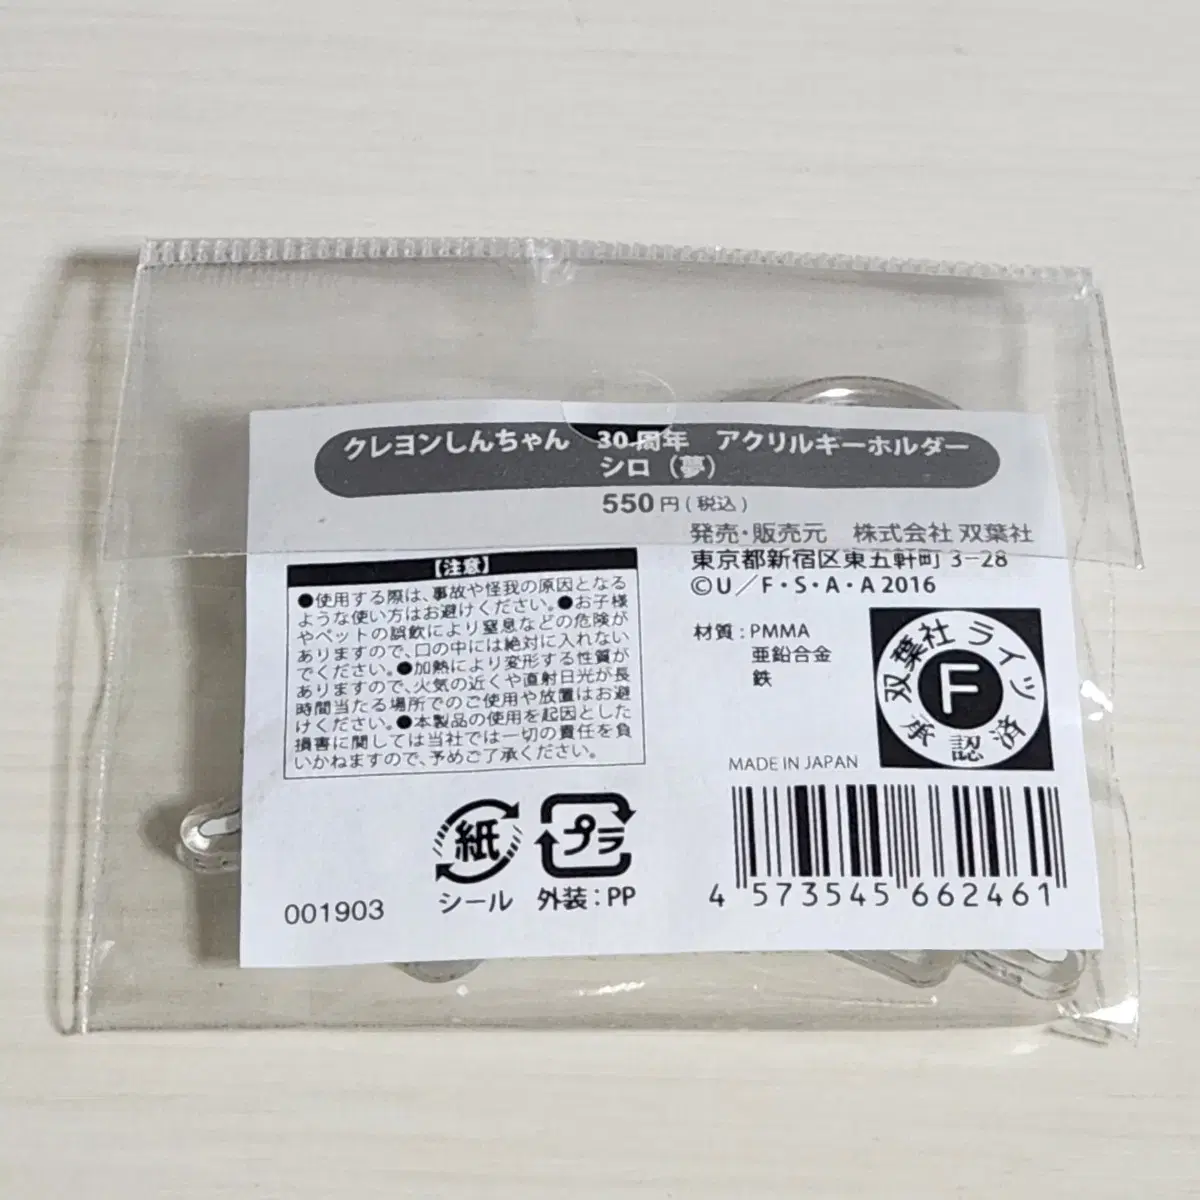 クレヨンしんちゃん 30周年 アクリルキーホルダー
シロ（夢）
550円(税込)
発売・販売元 株式会社 双葉社
東京都新宿区東五軒町 3-28
©U／F・S・A・A 2016
【注意】
●使用する際は、事故や怪我の原因となる
ような使い方はお避けください。●お子様
やペットの誤飲により窒息などの危険が
ありますので、口の中には絶対に入れない
でください。●加熱により変形する性質が
ありますので、火気の近くや直射日光が長
時間当たる場所でのご使用や放置はお避
けください。●本製品の使用を起因とした
損害に関しては当社では一切の責任を負
いかねますので、予めご了承ください。
材質：PMMA
亜鉛合金
鉄
双葉社ライツ
F
承認済
MADE IN JAPAN
紙
シール
プラ
外装：PP
001903
4 573545 662461